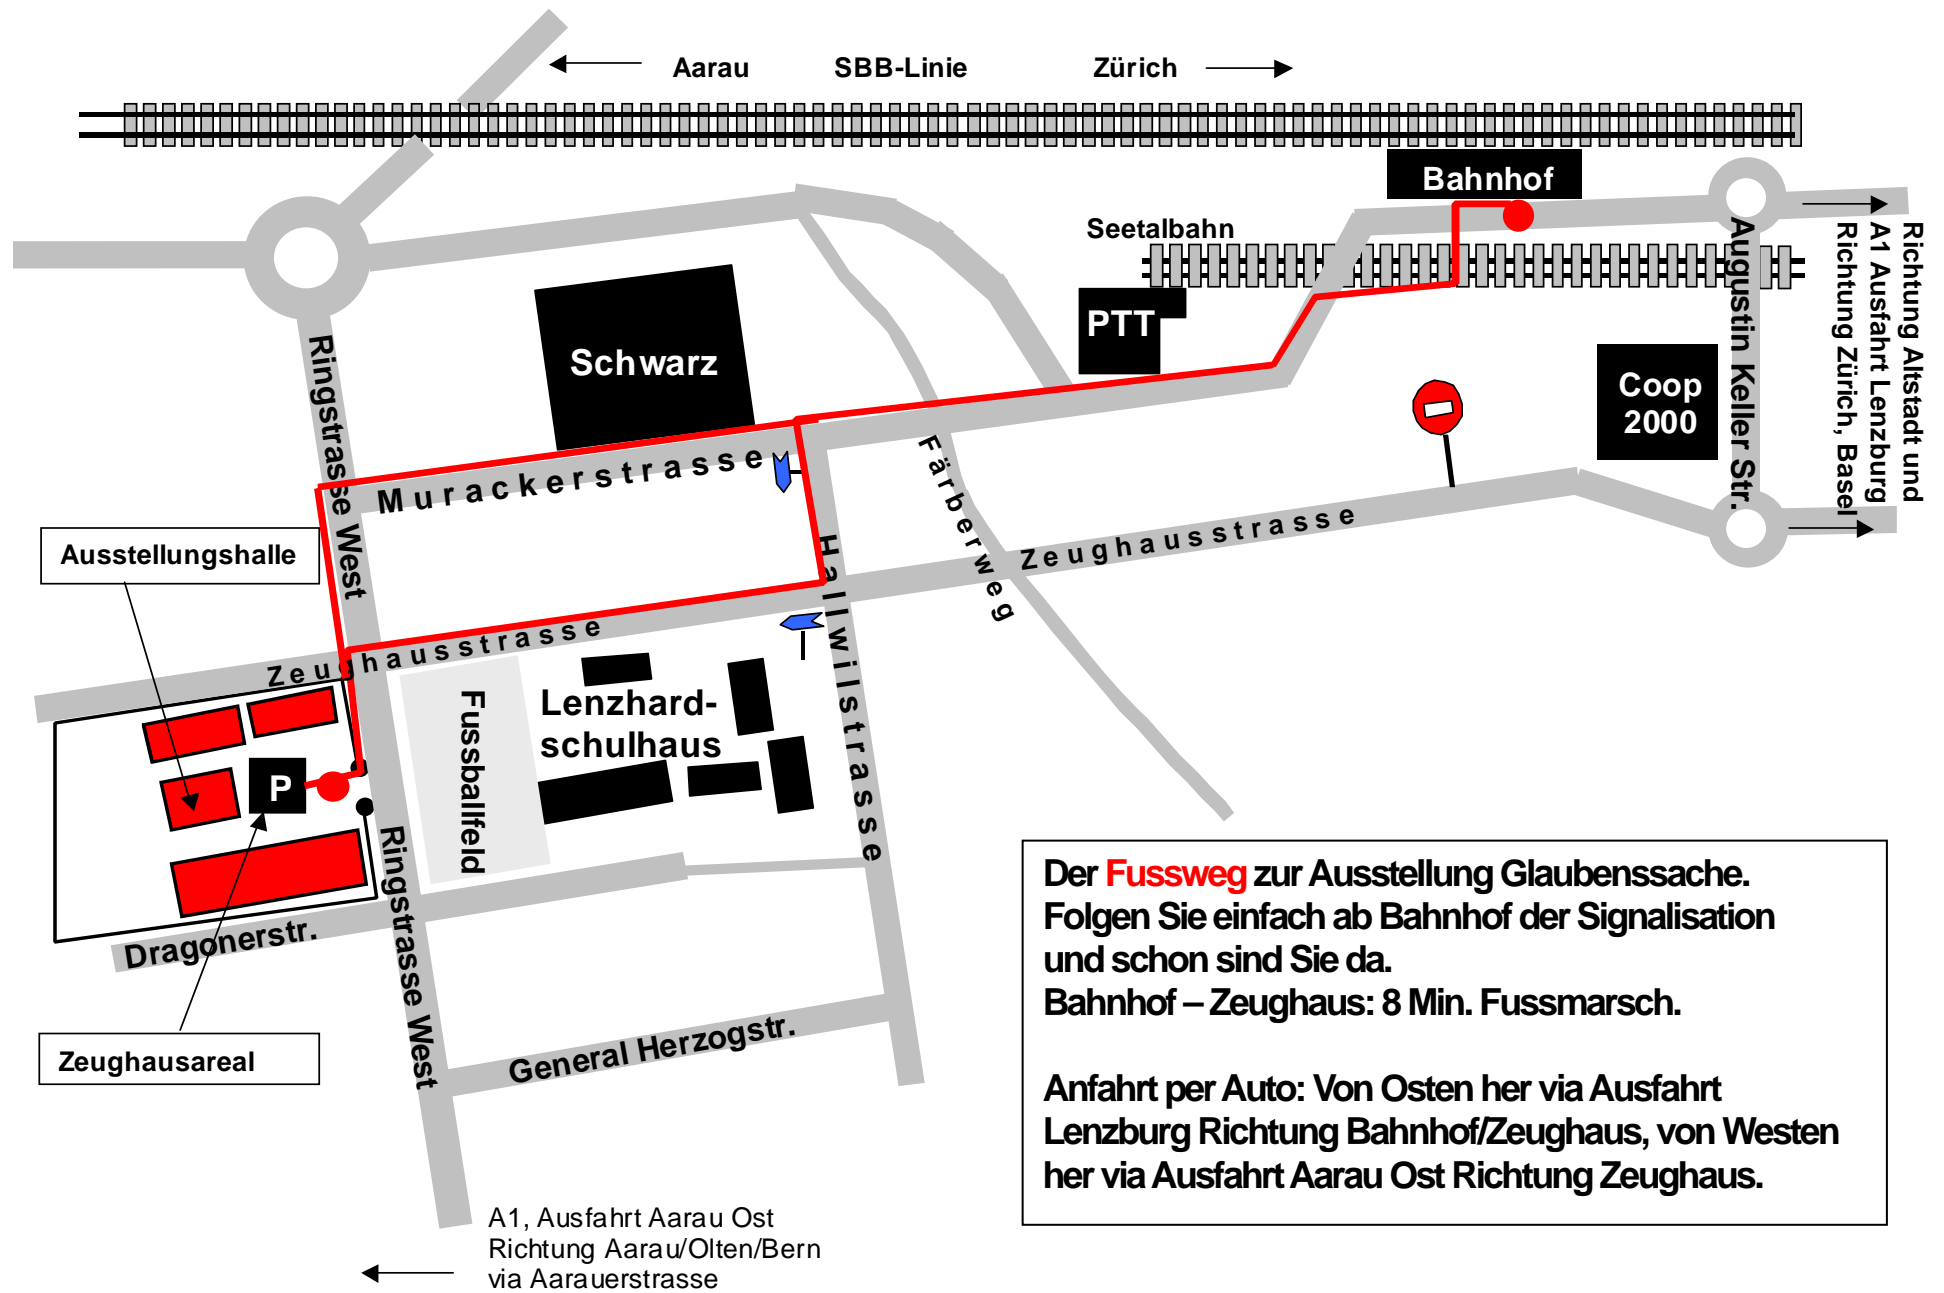 Aarau SBB-Linie Zürich
Bahnhof
Seetalbahn
PTT
Schwarz
Coop
2000
Augustin Keller Str.
Richtung Altstadt und
A1 Ausfahrt Lenzburg
Richtung Zürich, Basel
Ringstrasse West
Murackerstrasse
Färberweg
Zeughausstrasse
Hallwilstrasse
Ausstellungshalle
Zeughausstrasse
Fussballfeld
Lenzhard-
schulhaus
P
Ringstrasse West
Dragonerstr.
General Herzogstr.
Zeughausareal
Der Fussweg zur Ausstellung Glaubenssache.
Folgen Sie einfach ab Bahnhof der Signalisation
und schon sind Sie da.
Bahnhof – Zeughaus: 8 Min. Fussmarsch.
Anfahrt per Auto: Von Osten her via Ausfahrt
Lenzburg Richtung Bahnhof/Zeughaus, von Westen
her via Ausfahrt Aarau Ost Richtung Zeughaus.
A1, Ausfahrt Aarau Ost
Richtung Aarau/Olten/Bern
via Aarauerstrasse